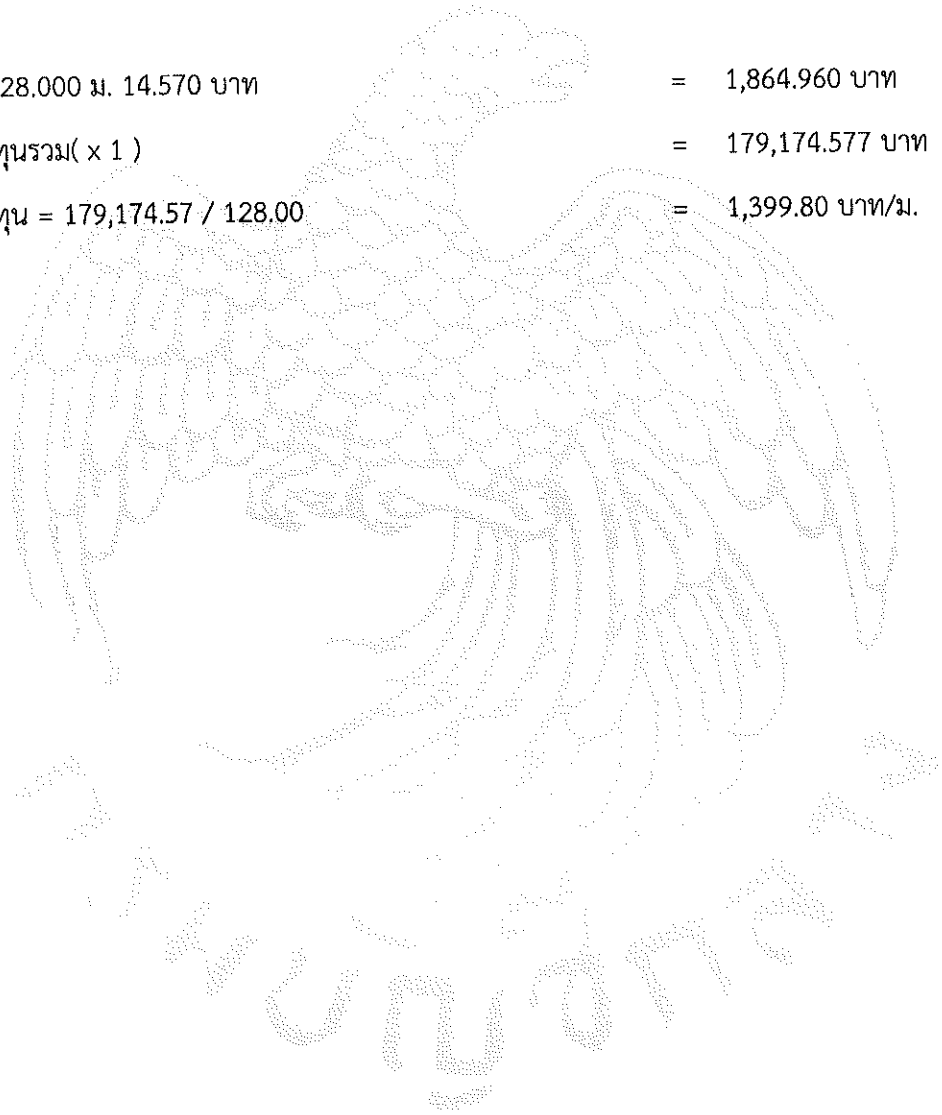 28.000 ม. 14.570 บาท = 1,864.960 บาท
ทุนรวม( x 1 ) = 179,174.577 บาท
ทุน = 179,174.57 / 128.00 = 1,399.80 บาท/ม.